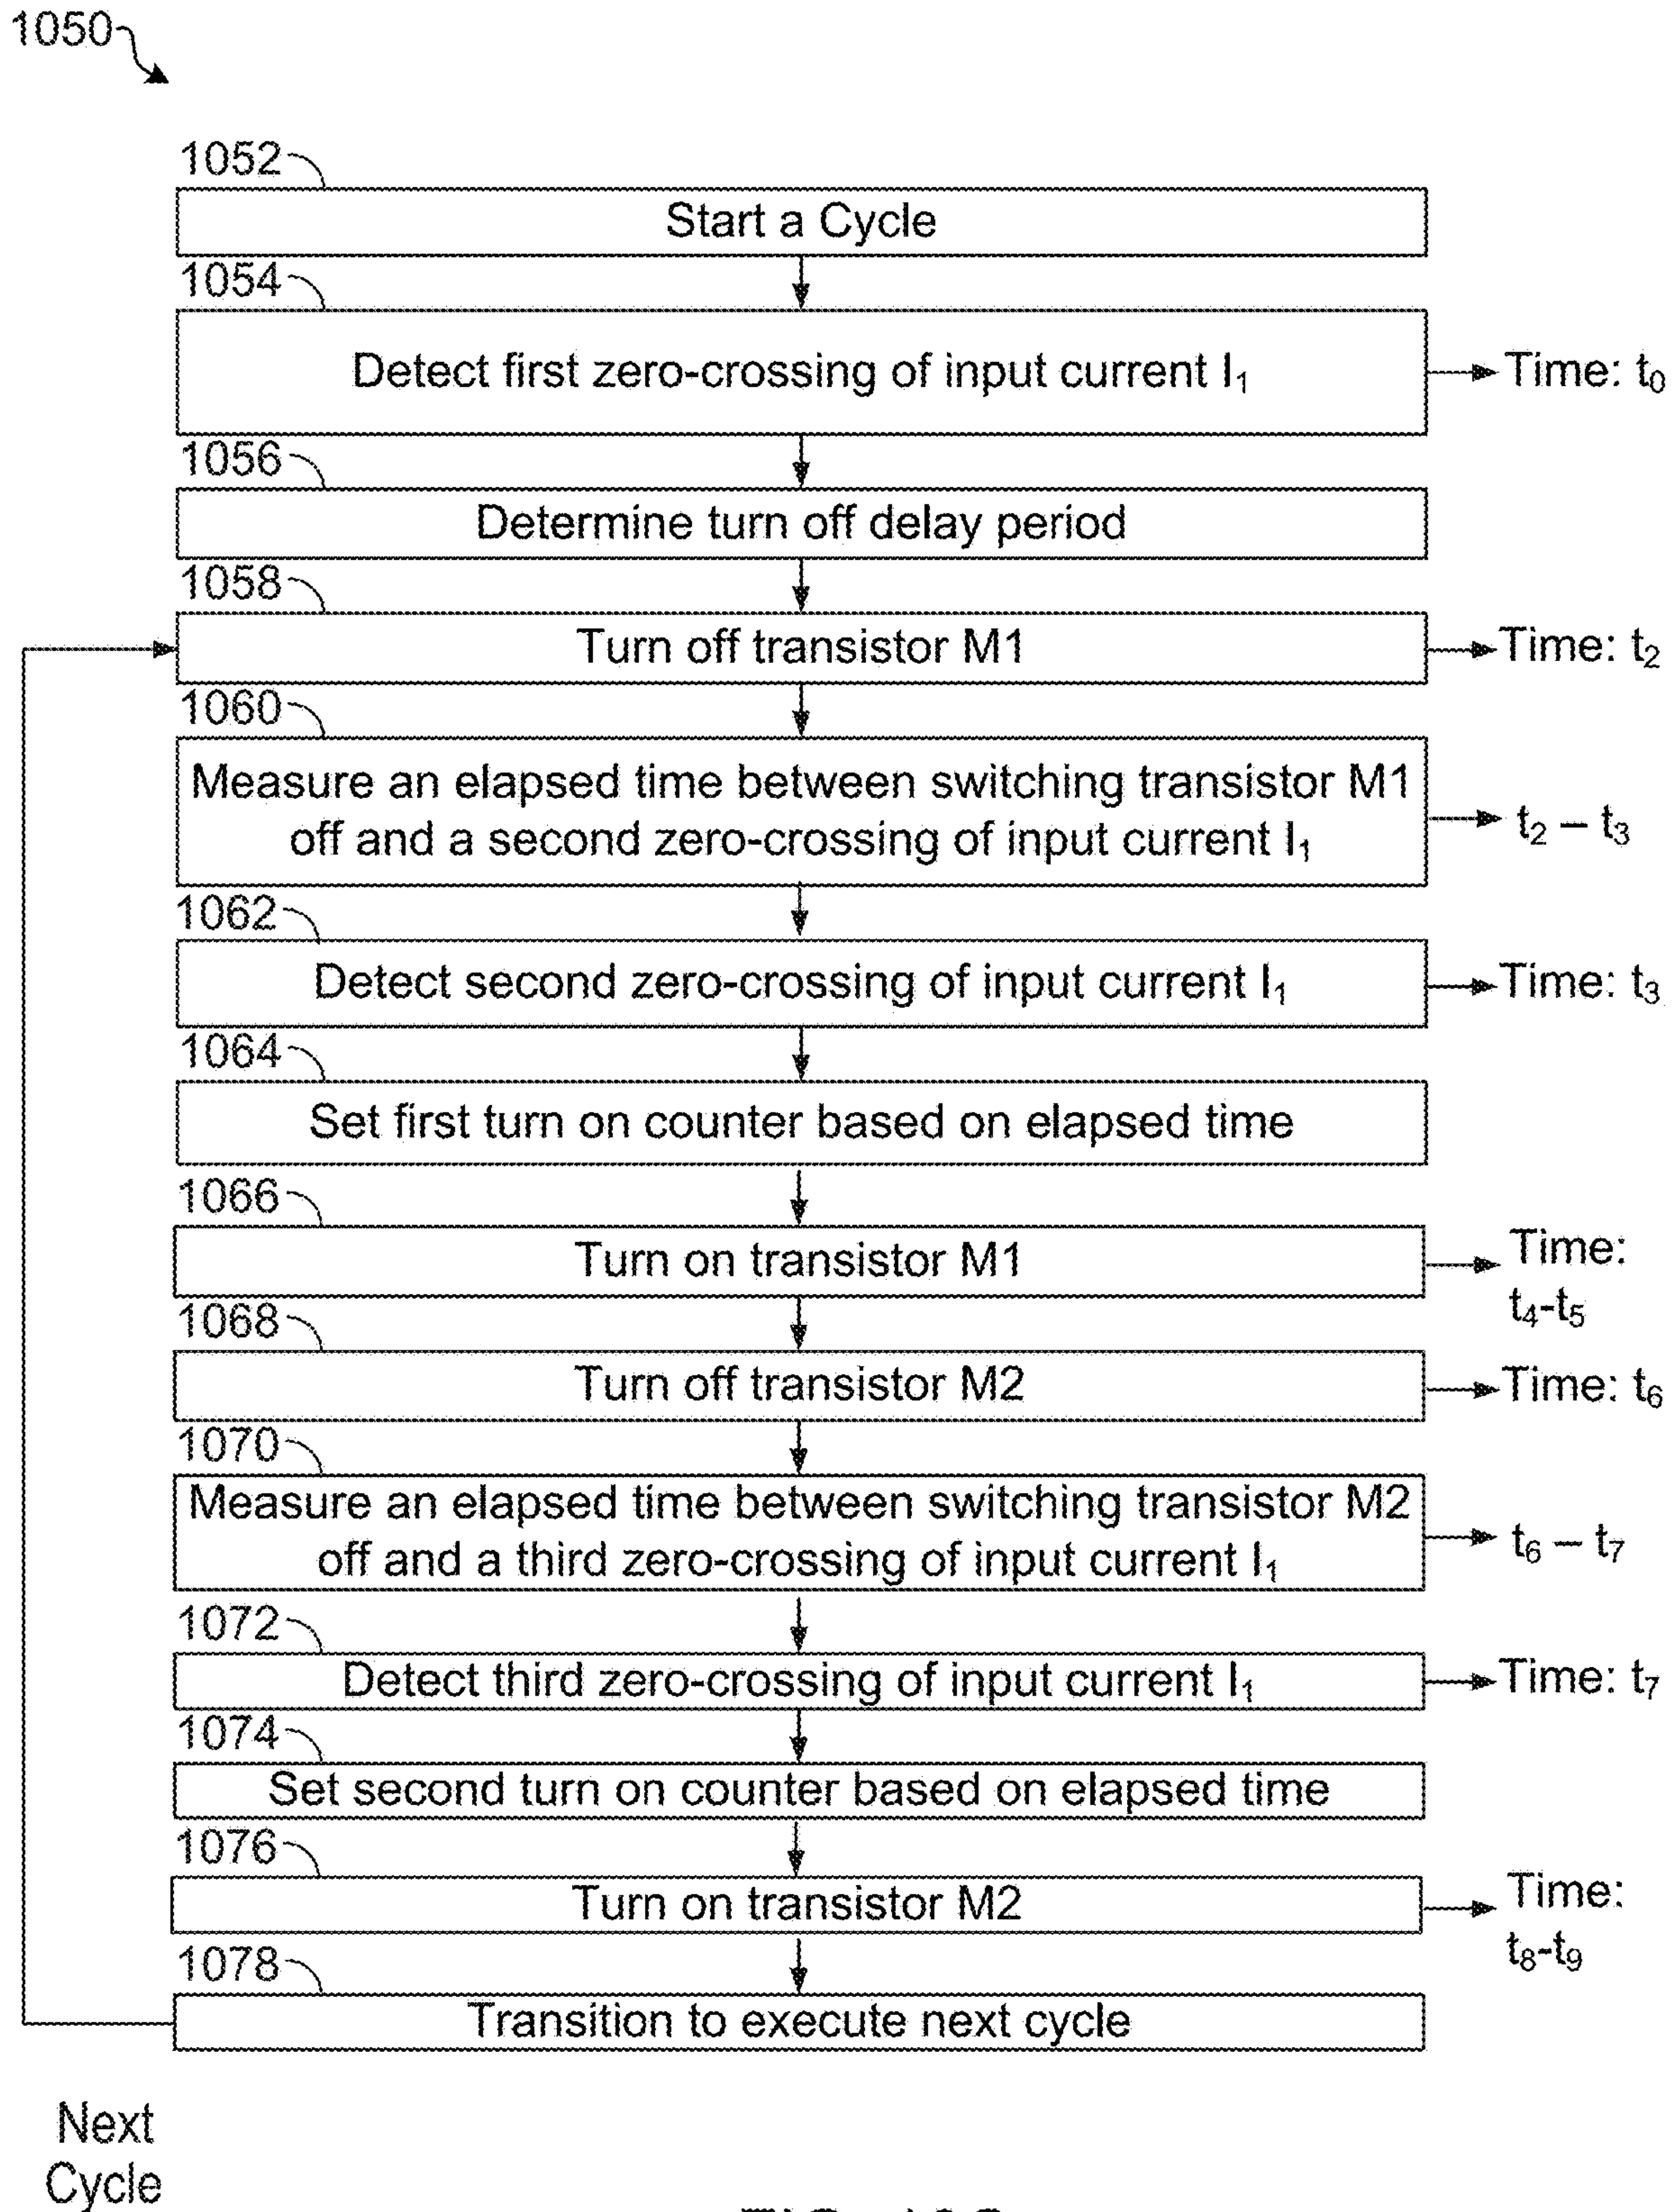 1050
1052
Start a Cycle
1054
Detect first zero-crossing of input current I₁
Time: t₀
1056
Determine turn off delay period
1058
Turn off transistor M1
Time: t₂
1060
Measure an elapsed time between switching transistor M1
off and a second zero-crossing of input current I₁
t₂ – t₃
1062
Detect second zero-crossing of input current I₁
Time: t₃
1064
Set first turn on counter based on elapsed time
1066
Turn on transistor M1
Time:
t₄-t₅
1068
Turn off transistor M2
Time: t₆
1070
Measure an elapsed time between switching transistor M2
off and a third zero-crossing of input current I₁
t₆ – t₇
1072
Detect third zero-crossing of input current I₁
Time: t₇
1074
Set second turn on counter based on elapsed time
1076
Turn on transistor M2
Time:
t₈-t₉
1078
Transition to execute next cycle
Next
Cycle